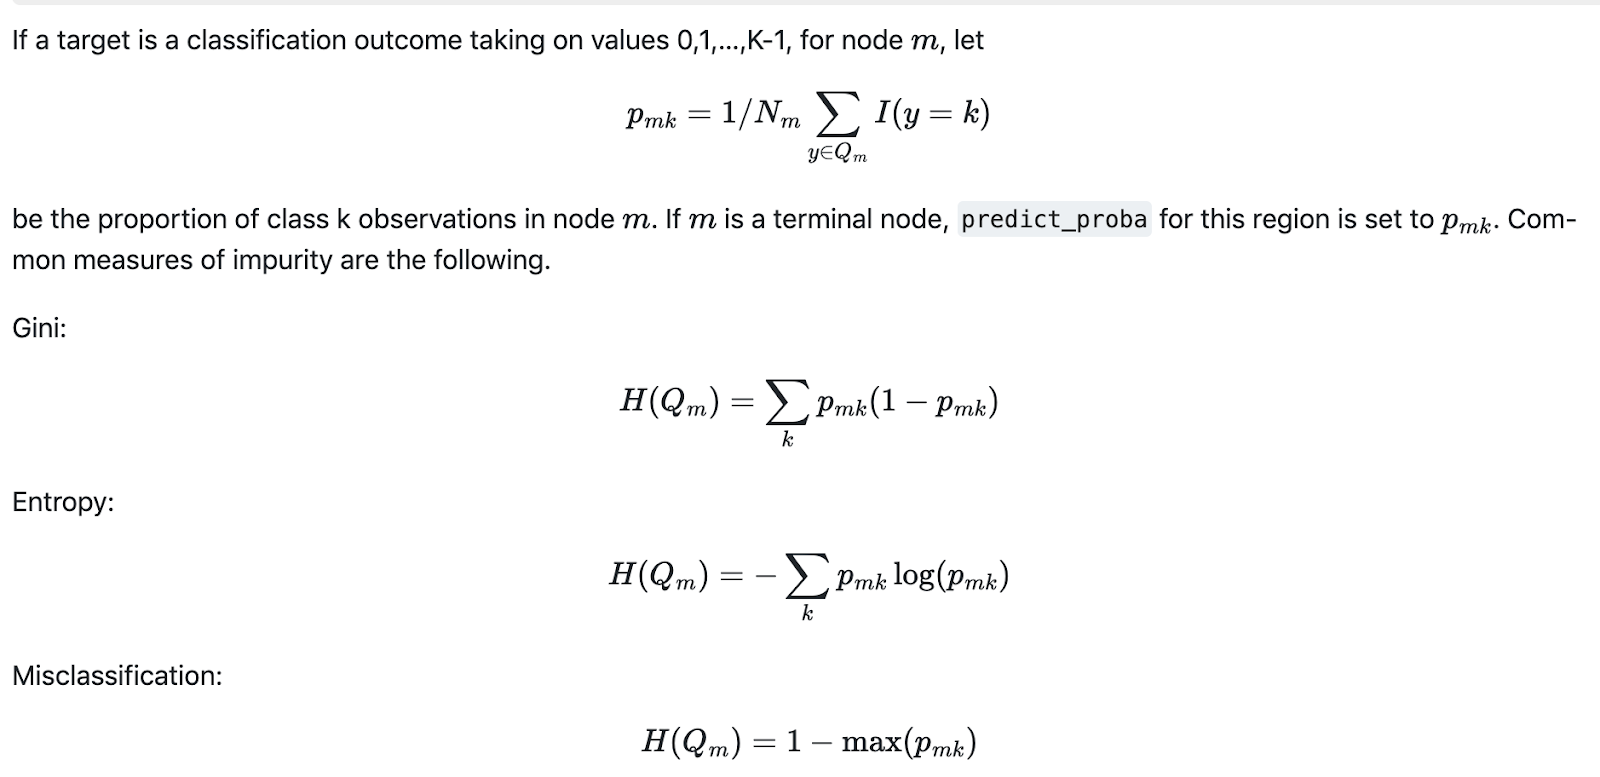 If a target is a classification outcome taking on values 0,1,...,K-1, for node m, let
p_{mk} = 1/N_m \sum_{y \in Q_m} I(y = k)
be the proportion of class k observations in node m. If m is a terminal node, predict_proba for this region is set to p_{mk}. Com-
mon measures of impurity are the following.
Gini:
H(Q_m) = \sum_k p_{mk}(1 - p_{mk})
Entropy:
H(Q_m) = - \sum_k p_{mk} \log(p_{mk})
Misclassification:
H(Q_m) = 1 - \max(p_{mk})